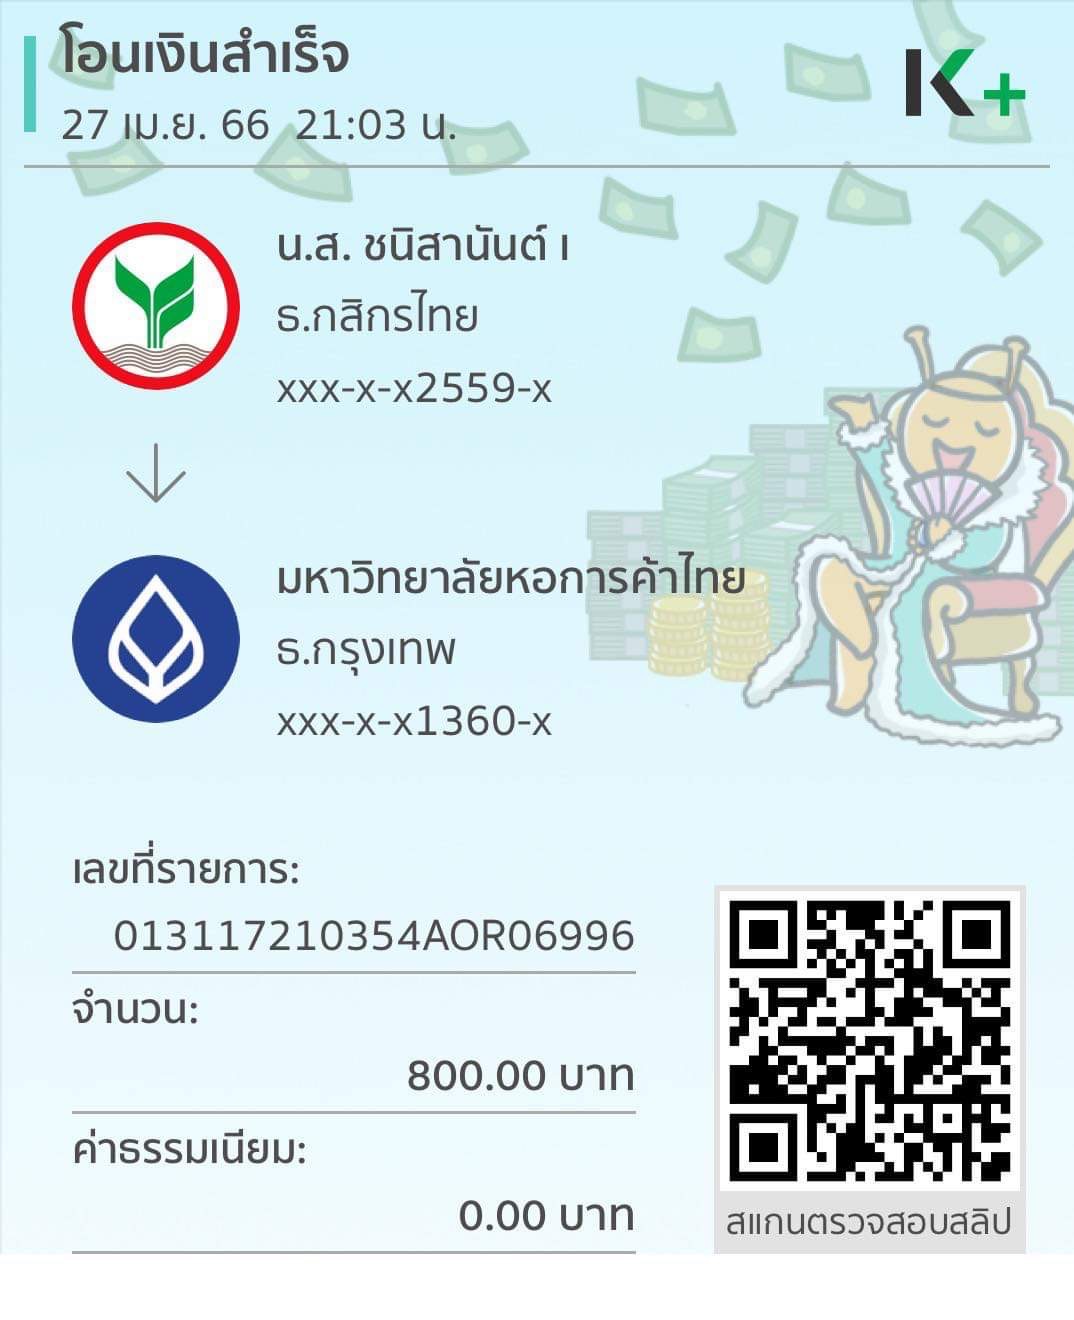 โอนเงินสำเร็จ
27 เม.ย. 66 21:03 น.
K+
น.ส. ชนิสานันต์ เ
ธ.กสิกรไทย
xxx-x-x2559-x
มหาวิทยาลัยหอการค้าไทย
ธ.กรุงเทพ
xxx-x-x1360-x
เลขที่รายการ:
013117210354AOR06996
จำนวน:
800.00 บาท
ค่าธรรมเนียม:
0.00 บาท
สแกนตรวจสอบสลิป